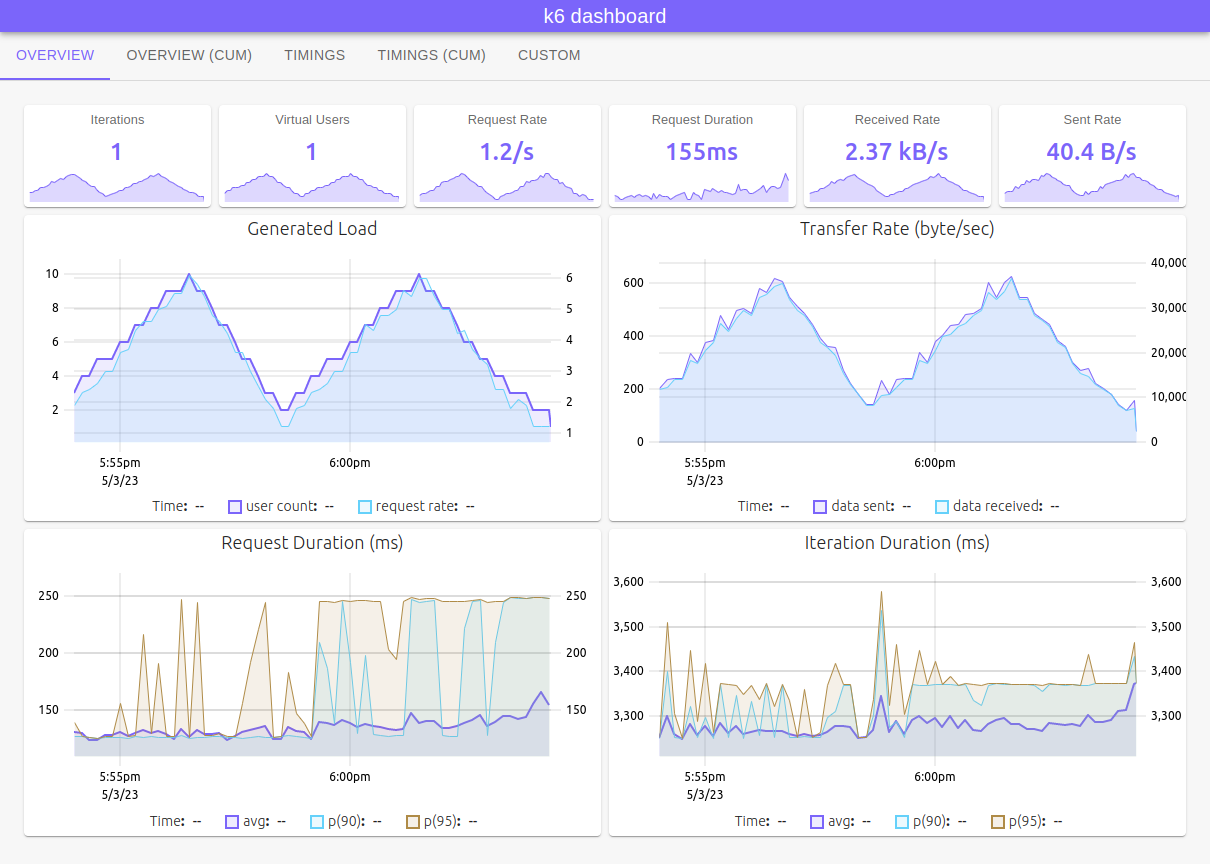 k6 dashboard
OVERVIEW OVERVIEW (CUM) TIMINGS TIMINGS (CUM) CUSTOM
Iterations
1
Virtual Users
1
Request Rate
1.2/s
Request Duration
155ms
Received Rate
2.37 kB/s
Sent Rate
40.4 B/s
Generated Load
10
8
6
4
2
6
5
4
3
2
1
5:55pm 6:00pm
5/3/23
Time: -- user count: -- request rate: --
Transfer Rate (byte/sec)
600
400
200
0
40,000
30,000
20,000
10,000
0
5:55pm 6:00pm
5/3/23
Time: -- data sent: -- data received: --
Request Duration (ms)
250
200
150
250
200
150
5:55pm 6:00pm
5/3/23
Time: -- avg: -- p(90): -- p(95): --
Iteration Duration (ms)
3,600
3,500
3,400
3,300
3,600
3,500
3,400
3,300
5:55pm 6:00pm
5/3/23
Time: -- avg: -- p(90): -- p(95): --